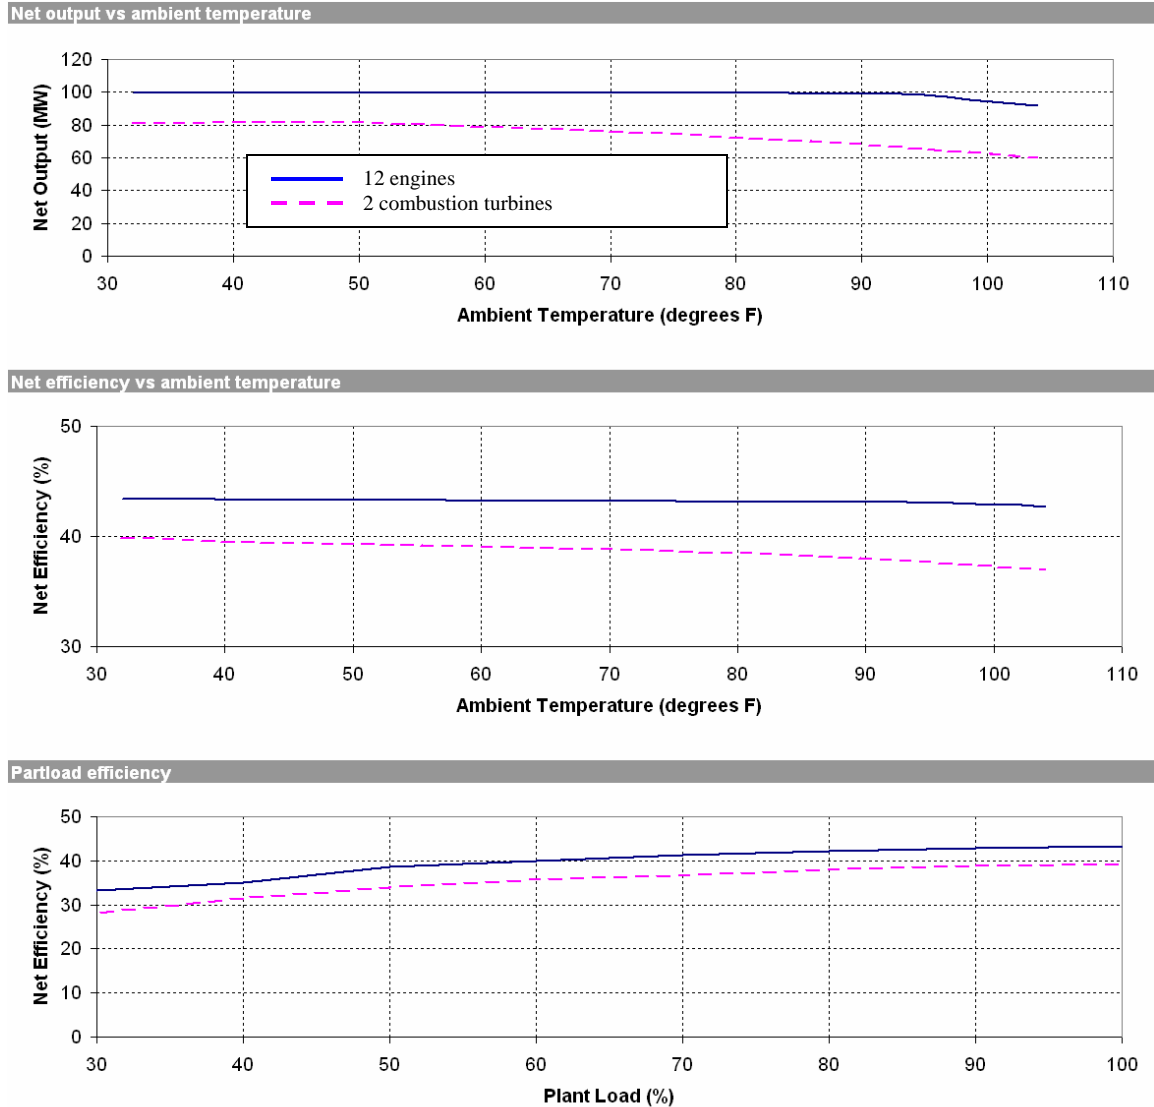 Net output vs ambient temperature
120
100
80
60
40
20
0
Net Output (MW)
12 engines
2 combustion turbines
30 40 50 60 70 80 90 100 110
Ambient Temperature (degrees F)
Net efficiency vs ambient temperature
50
40
30
Net Efficiency (%)
30 40 50 60 70 80 90 100 110
Ambient Temperature (degrees F)
Partload efficiency
50
40
30
20
10
0
Net Efficiency (%)
30 40 50 60 70 80 90 100
Plant Load (%)